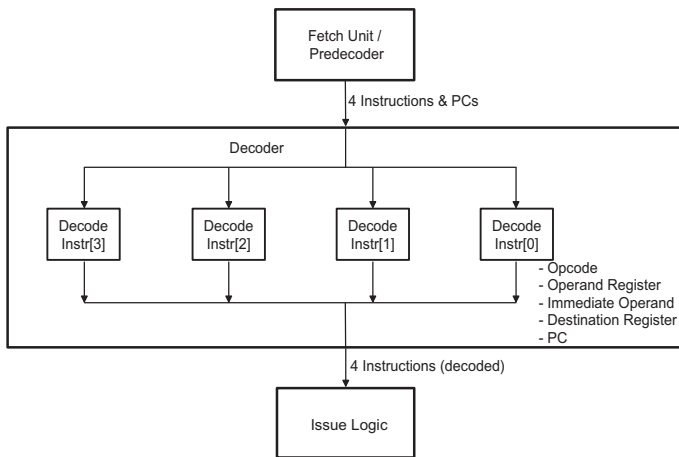 Fetch Unit /
Predecoder
4 Instructions & PCs
Decoder
Decode
Instr[3]
Decode
Instr[2]
Decode
Instr[1]
Decode
Instr[0]
- Opcode
- Operand Register
- Immediate Operand
- Destination Register
- PC
4 Instructions (decoded)
Issue Logic